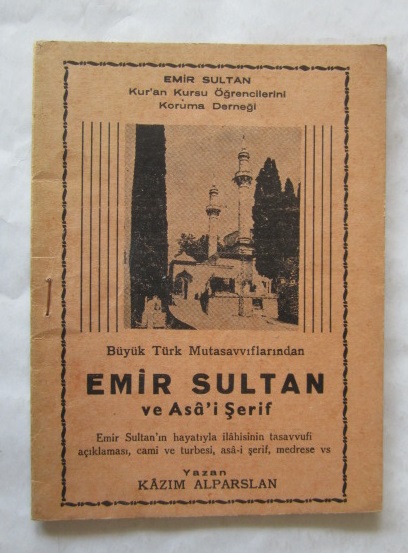 EMİR SULTAN
Kur'an Kursu Öğrencilerini
Koruma Derneği
Büyük Türk Mutasavvıflarından
EMİR SULTAN
ve Asâ'i Şerif
Emir Sultan'ın hayatıyla ilâhisinin tasavvufi
açıklaması, cami ve turbesi, asâ-i şerif, medrese vs
Yazan
KÂZIM ALPARSLAN